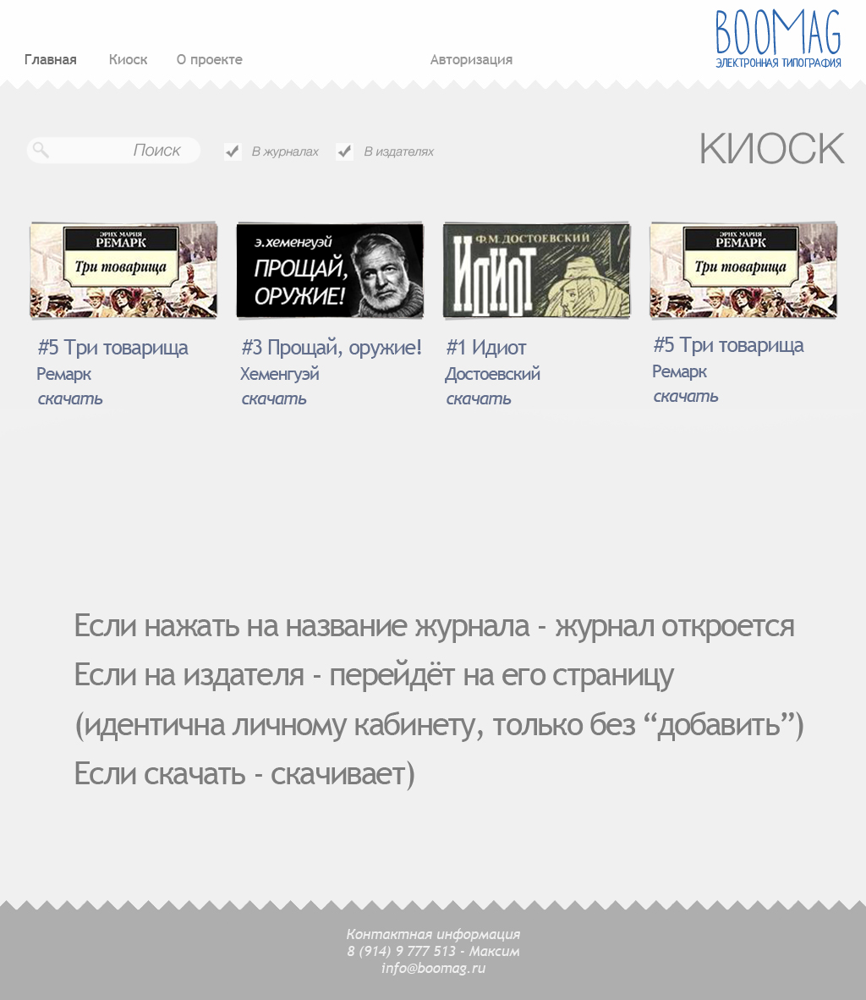 BOOMAG
ЭЛЕКТРОННАЯ ТИПОГРАФИЯ
Главная Киоск О проекте Авторизация
Поиск В журналах В издателях
КИОСК
ЭРИХ МАРИЯ
РЕМАРК
Три товарища
э.хеменгуэй
ПРОЩАЙ,
ОРУЖИЕ!
Ф.М.ДОСТОЕВСКИЙ
ИДИОТ
ЭРИХ МАРИЯ
РЕМАРК
Три товарища
#5 Три товарища
Ремарк
скачать
#3 Прощай, оружие!
Хеменгуэй
скачать
#1 Идиот
Достоевский
скачать
#5 Три товарища
Ремарк
скачать
Если нажать на название журнала - журнал откроется
Если на издателя - перейдёт на его страницу
(идентична личному кабинету, только без “добавить”)
Если скачать - скачивает)
Контактная информация
8 (914) 9 777 513 - Максим
info@boomag.ru